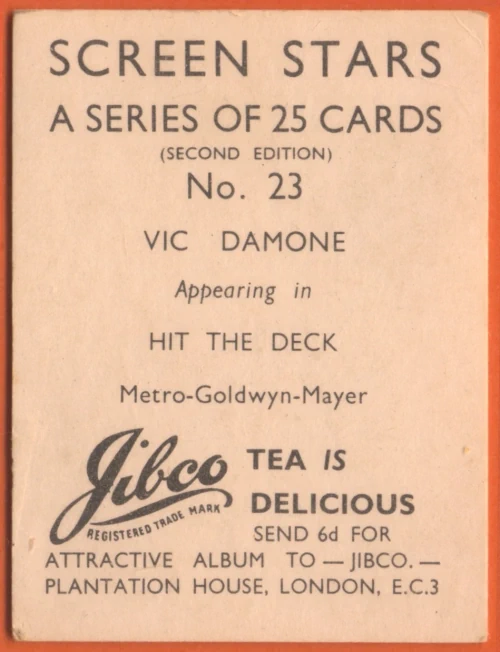 SCREEN STARS
A SERIES OF 25 CARDS
(SECOND EDITION)
No. 23
VIC DAMONE
Appearing in
HIT THE DECK
Metro-Goldwyn-Mayer
Jibco
REGISTERED TRADE MARK
TEA IS
DELICIOUS
SEND 6d FOR
ATTRACTIVE ALBUM TO — JIBCO. —
PLANTATION HOUSE, LONDON, E.C.3